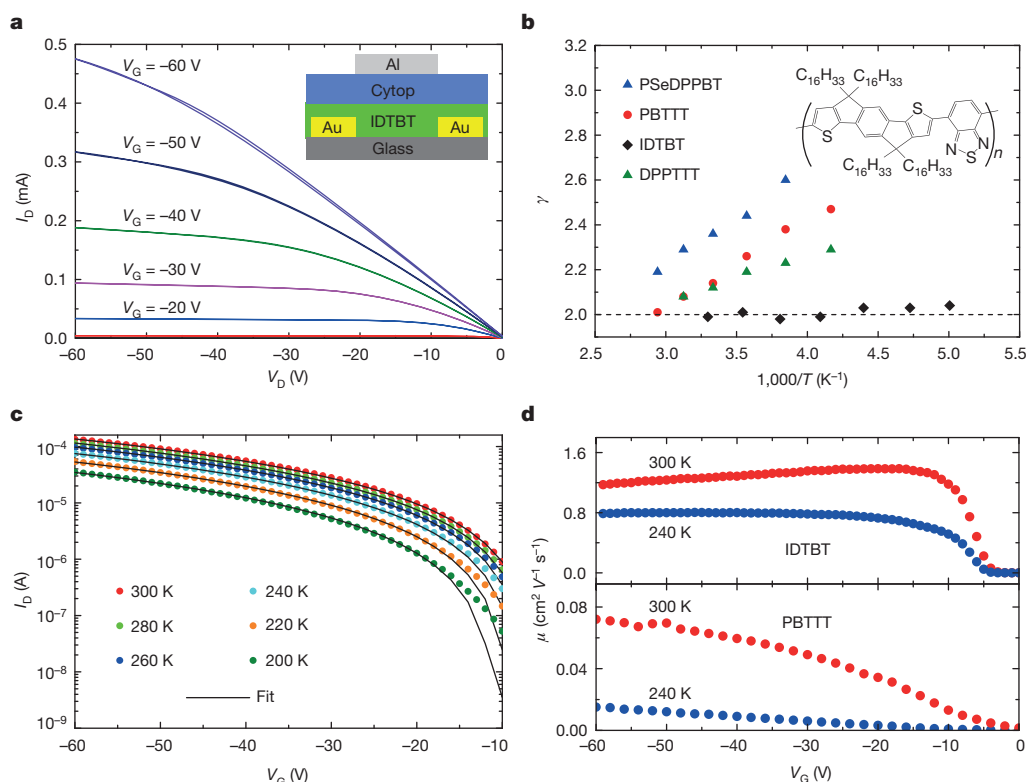 a
0.5
0.4
0.3
0.2
0.1
0.0
I_D (mA)
V_G = –60 V
V_G = –50 V
V_G = –40 V
V_G = –30 V
V_G = –20 V
Al
Cytop
IDTBT
Au
Au
Glass
–60 –50 –40 –30 –20 –10 0
V_D (V)
b
3.2
3.0
2.8
2.6
2.4
2.2
2.0
1.8
γ
PSeDPPBT
PBTTT
IDTBT
DPPTTT
C₁₆H₃₃ C₁₆H₃₃
S
S
N N
S
n
C₁₆H₃₃ C₁₆H₃₃
2.5 3.0 3.5 4.0 4.5 5.0 5.5
1,000/T (K⁻¹)
c
10⁻⁴
10⁻⁵
10⁻⁶
10⁻⁷
10⁻⁸
10⁻⁹
I_D (A)
300 K 240 K
280 K 220 K
260 K 200 K
Fit
–60 –50 –40 –30 –20 –10
V_G (V)
d
1.6
0.8
0.0
300 K
240 K
IDTBT
μ (cm² V⁻¹ s⁻¹)
0.08
0.04
0.00
300 K
PBTTT
240 K
–60 –50 –40 –30 –20 –10 0
V_G (V)